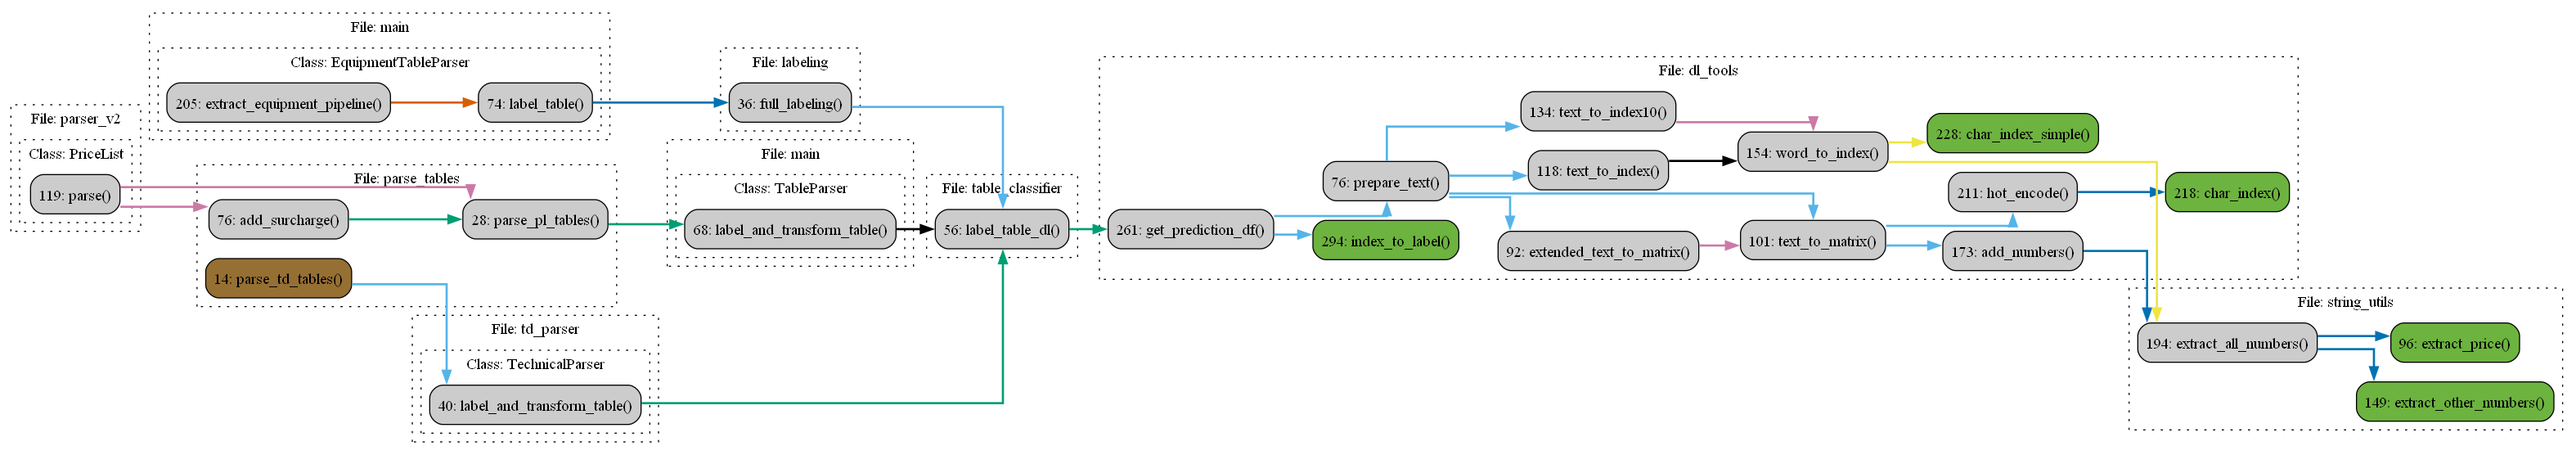 File: parser_v2
Class: PriceList
119: parse()
File: main
Class: EquipmentTableParser
205: extract_equipment_pipeline()
74: label_table()
File: parse_tables
76: add_surcharge()
28: parse_pl_tables()
14: parse_td_tables()
File: td_parser
Class: TechnicalParser
40: label_and_transform_table()
File: labeling
36: full_labeling()
File: main
Class: TableParser
68: label_and_transform_table()
File: table_classifier
56: label_table_dl()
File: dl_tools
261: get_prediction_df()
76: prepare_text()
294: index_to_label()
134: text_to_index10()
118: text_to_index()
92: extended_text_to_matrix()
154: word_to_index()
101: text_to_matrix()
228: char_index_simple()
211: hot_encode()
173: add_numbers()
218: char_index()
File: string_utils
194: extract_all_numbers()
96: extract_price()
149: extract_other_numbers()